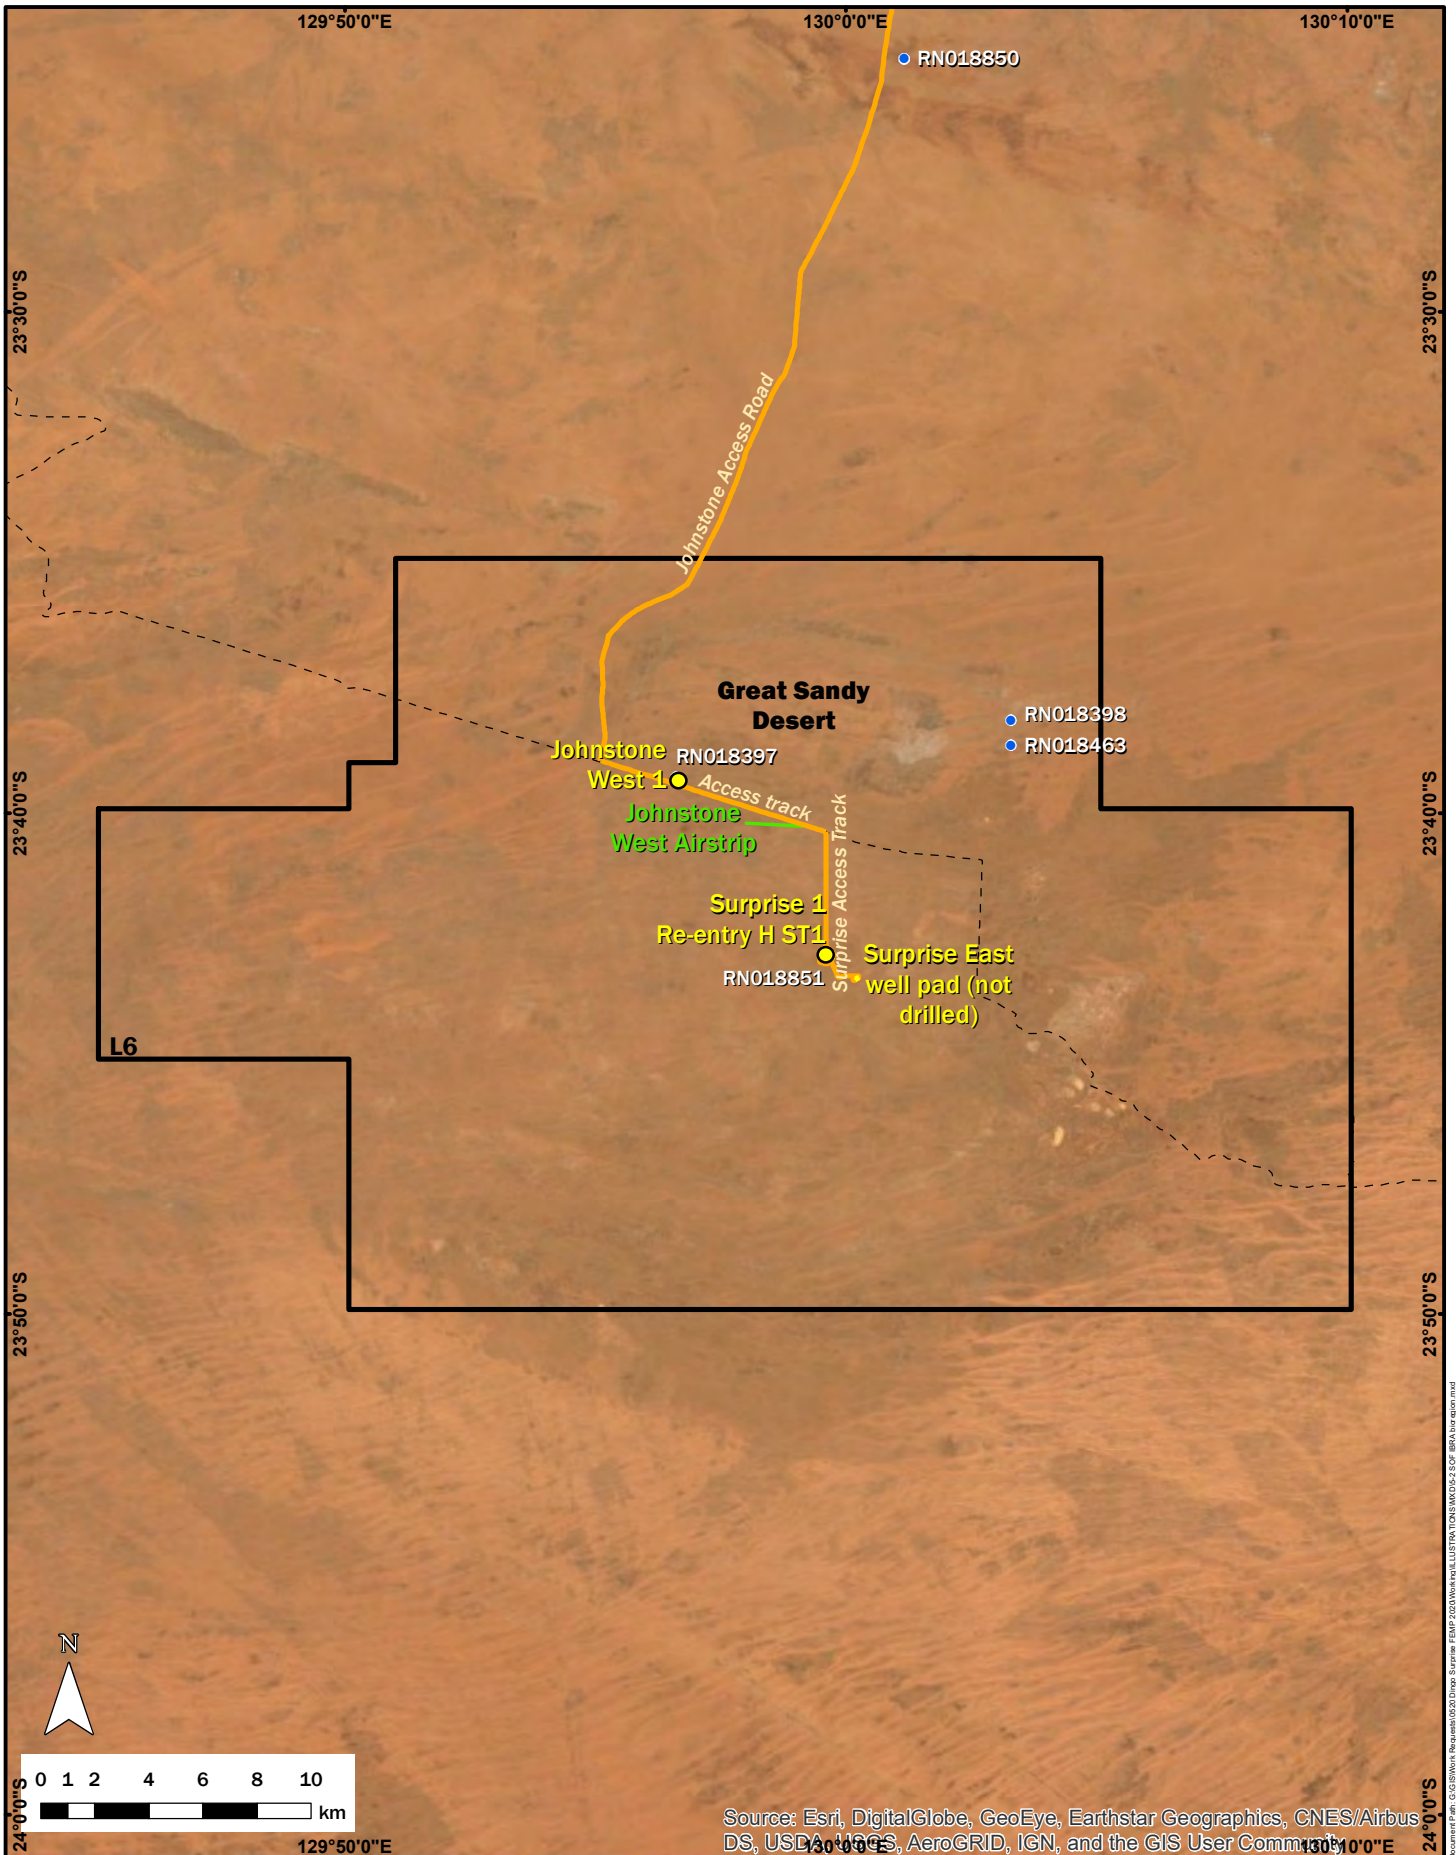 129°50'0"E
130°0'0"E
130°10'0"E
RN018850
23°30'0"S
23°30'0"S
Johnstone Access Road
Great Sandy
Desert
RN018398
RN018463
Johnstone
West 1
RN018397
Access track
Johnstone
West Airstrip
23°40'0"S
23°40'0"S
Surprise Access Track
Surprise 1
Re-entry H ST1
RN018851
Surprise East
well pad (not
drilled)
L6
23°50'0"S
23°50'0"S
N
0 1 2 4 6 8 10
km
24°0'0"S
24°0'0"S
Source: Esri, DigitalGlobe, GeoEye, Earthstar Geographics, CNES/Airbus
DS, USDA, USGS, AeroGRID, IGN, and the GIS User Community
129°50'0"E
130°0'0"E
130°10'0"E